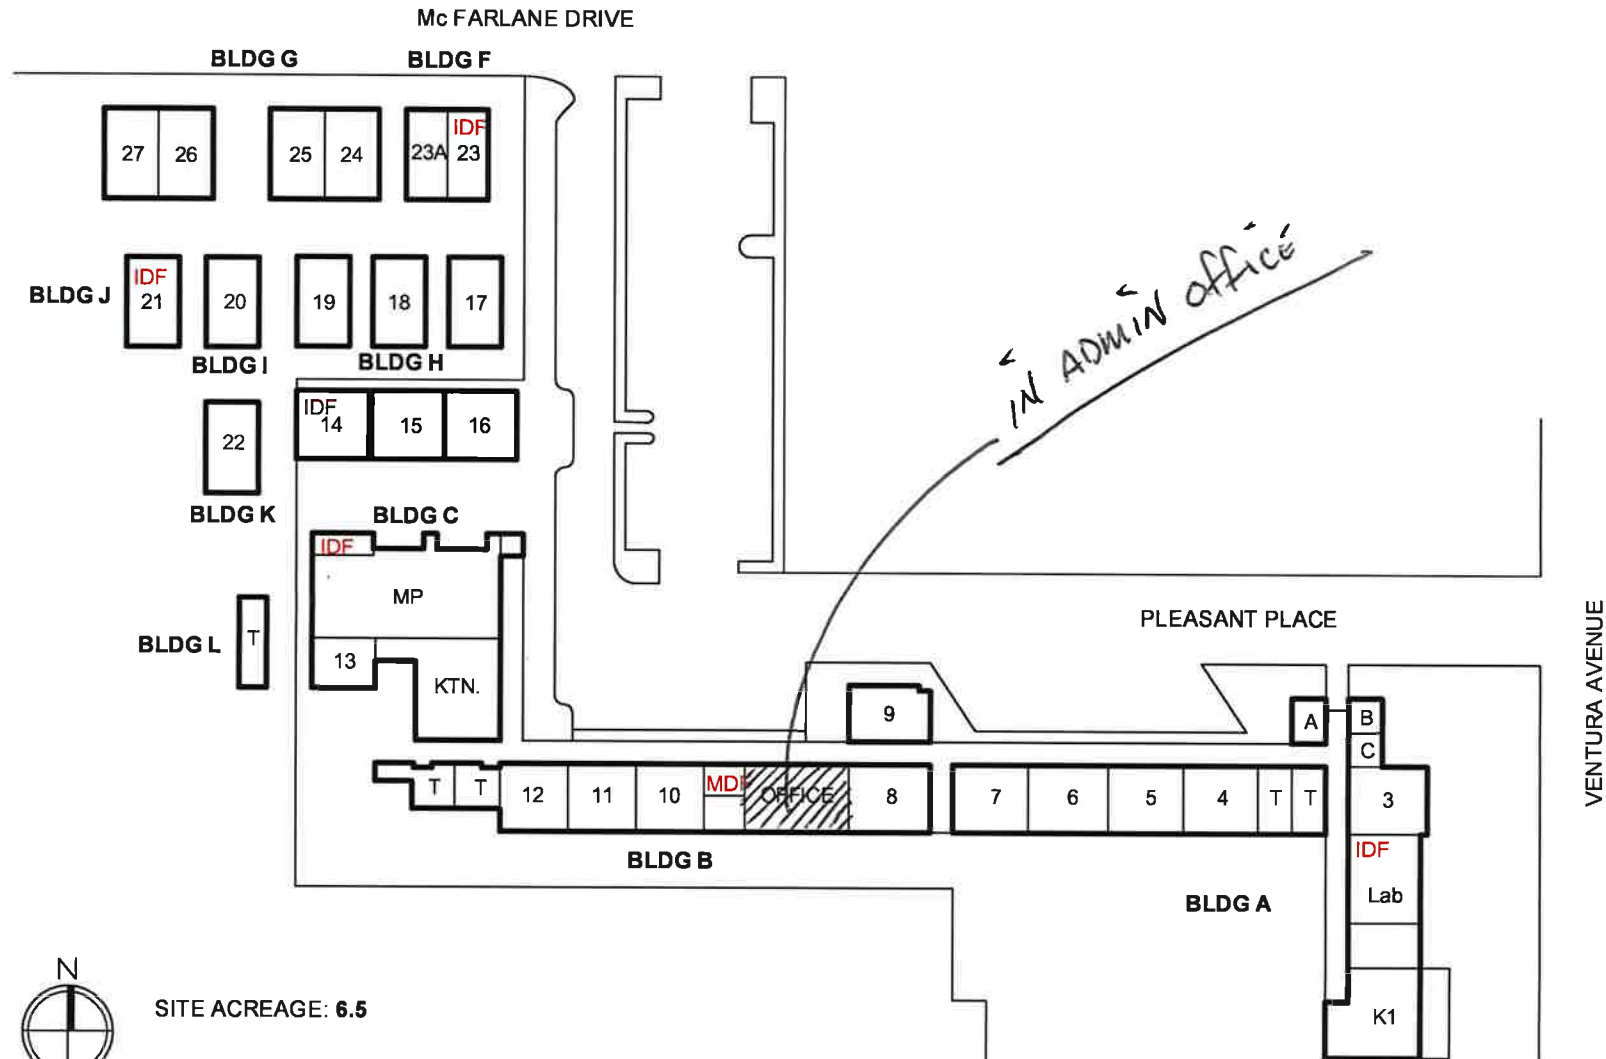 Mc FARLANE DRIVE
BLDG G BLDG F
27 26 25 24 23A IDF 23
BLDG J IDF 21 20 19 18 17
BLDG I BLDG H
IDF 14 15 16
22
BLDG K BLDG C
IDF
MP
BLDG L T
13 KTN.
IN ADMIN OFFICE
PLEASANT PLACE
VENTURA AVENUE
9 A B
C
T T 12 11 10 MDF OFFICE 8 7 6 5 4 T T 3
BLDG B
IDF
Lab
BLDG A
K1
N
SITE ACREAGE: 6.5